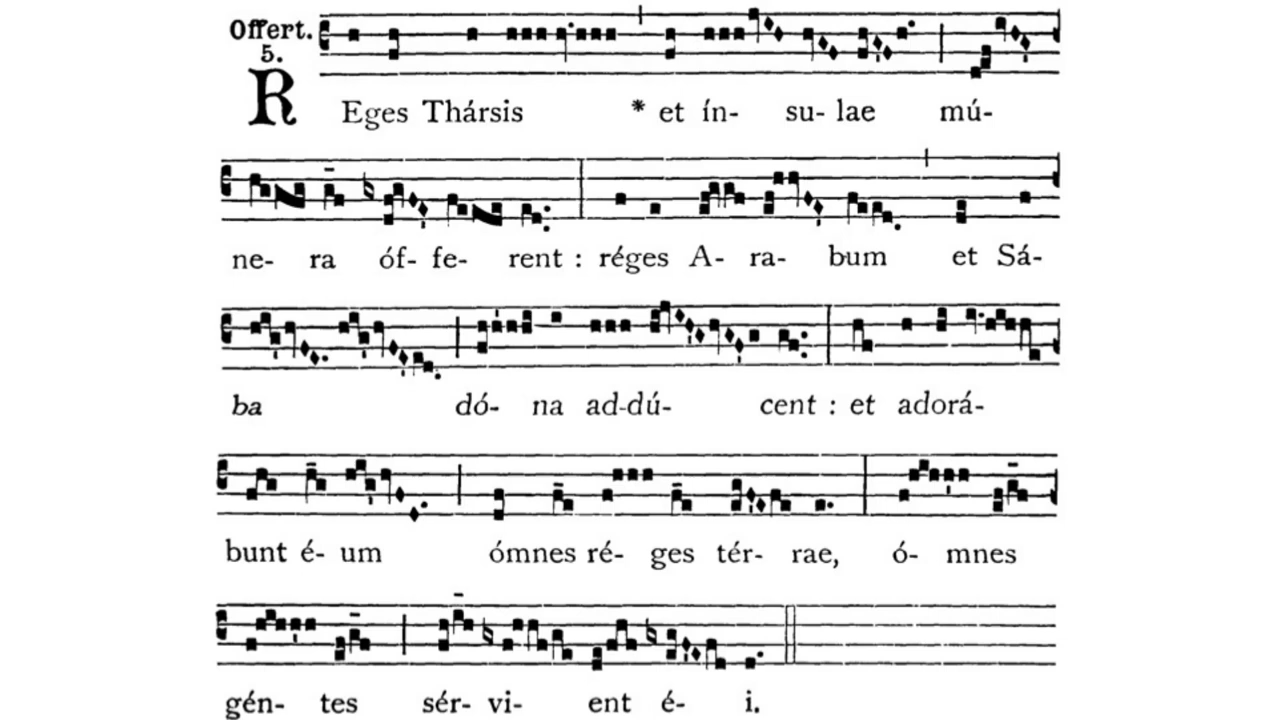 Offert.
5.
REges Thársis * et ín- su- lae mú-
ne- ra óf- fe- rent : réges A- ra- bum et Sá-
ba dó- na ad-dú- cent : et adorá-
bunt é- um ómnes ré- ges tér- rae, ó- mnes
gén- tes sér- vi- ent é- i.